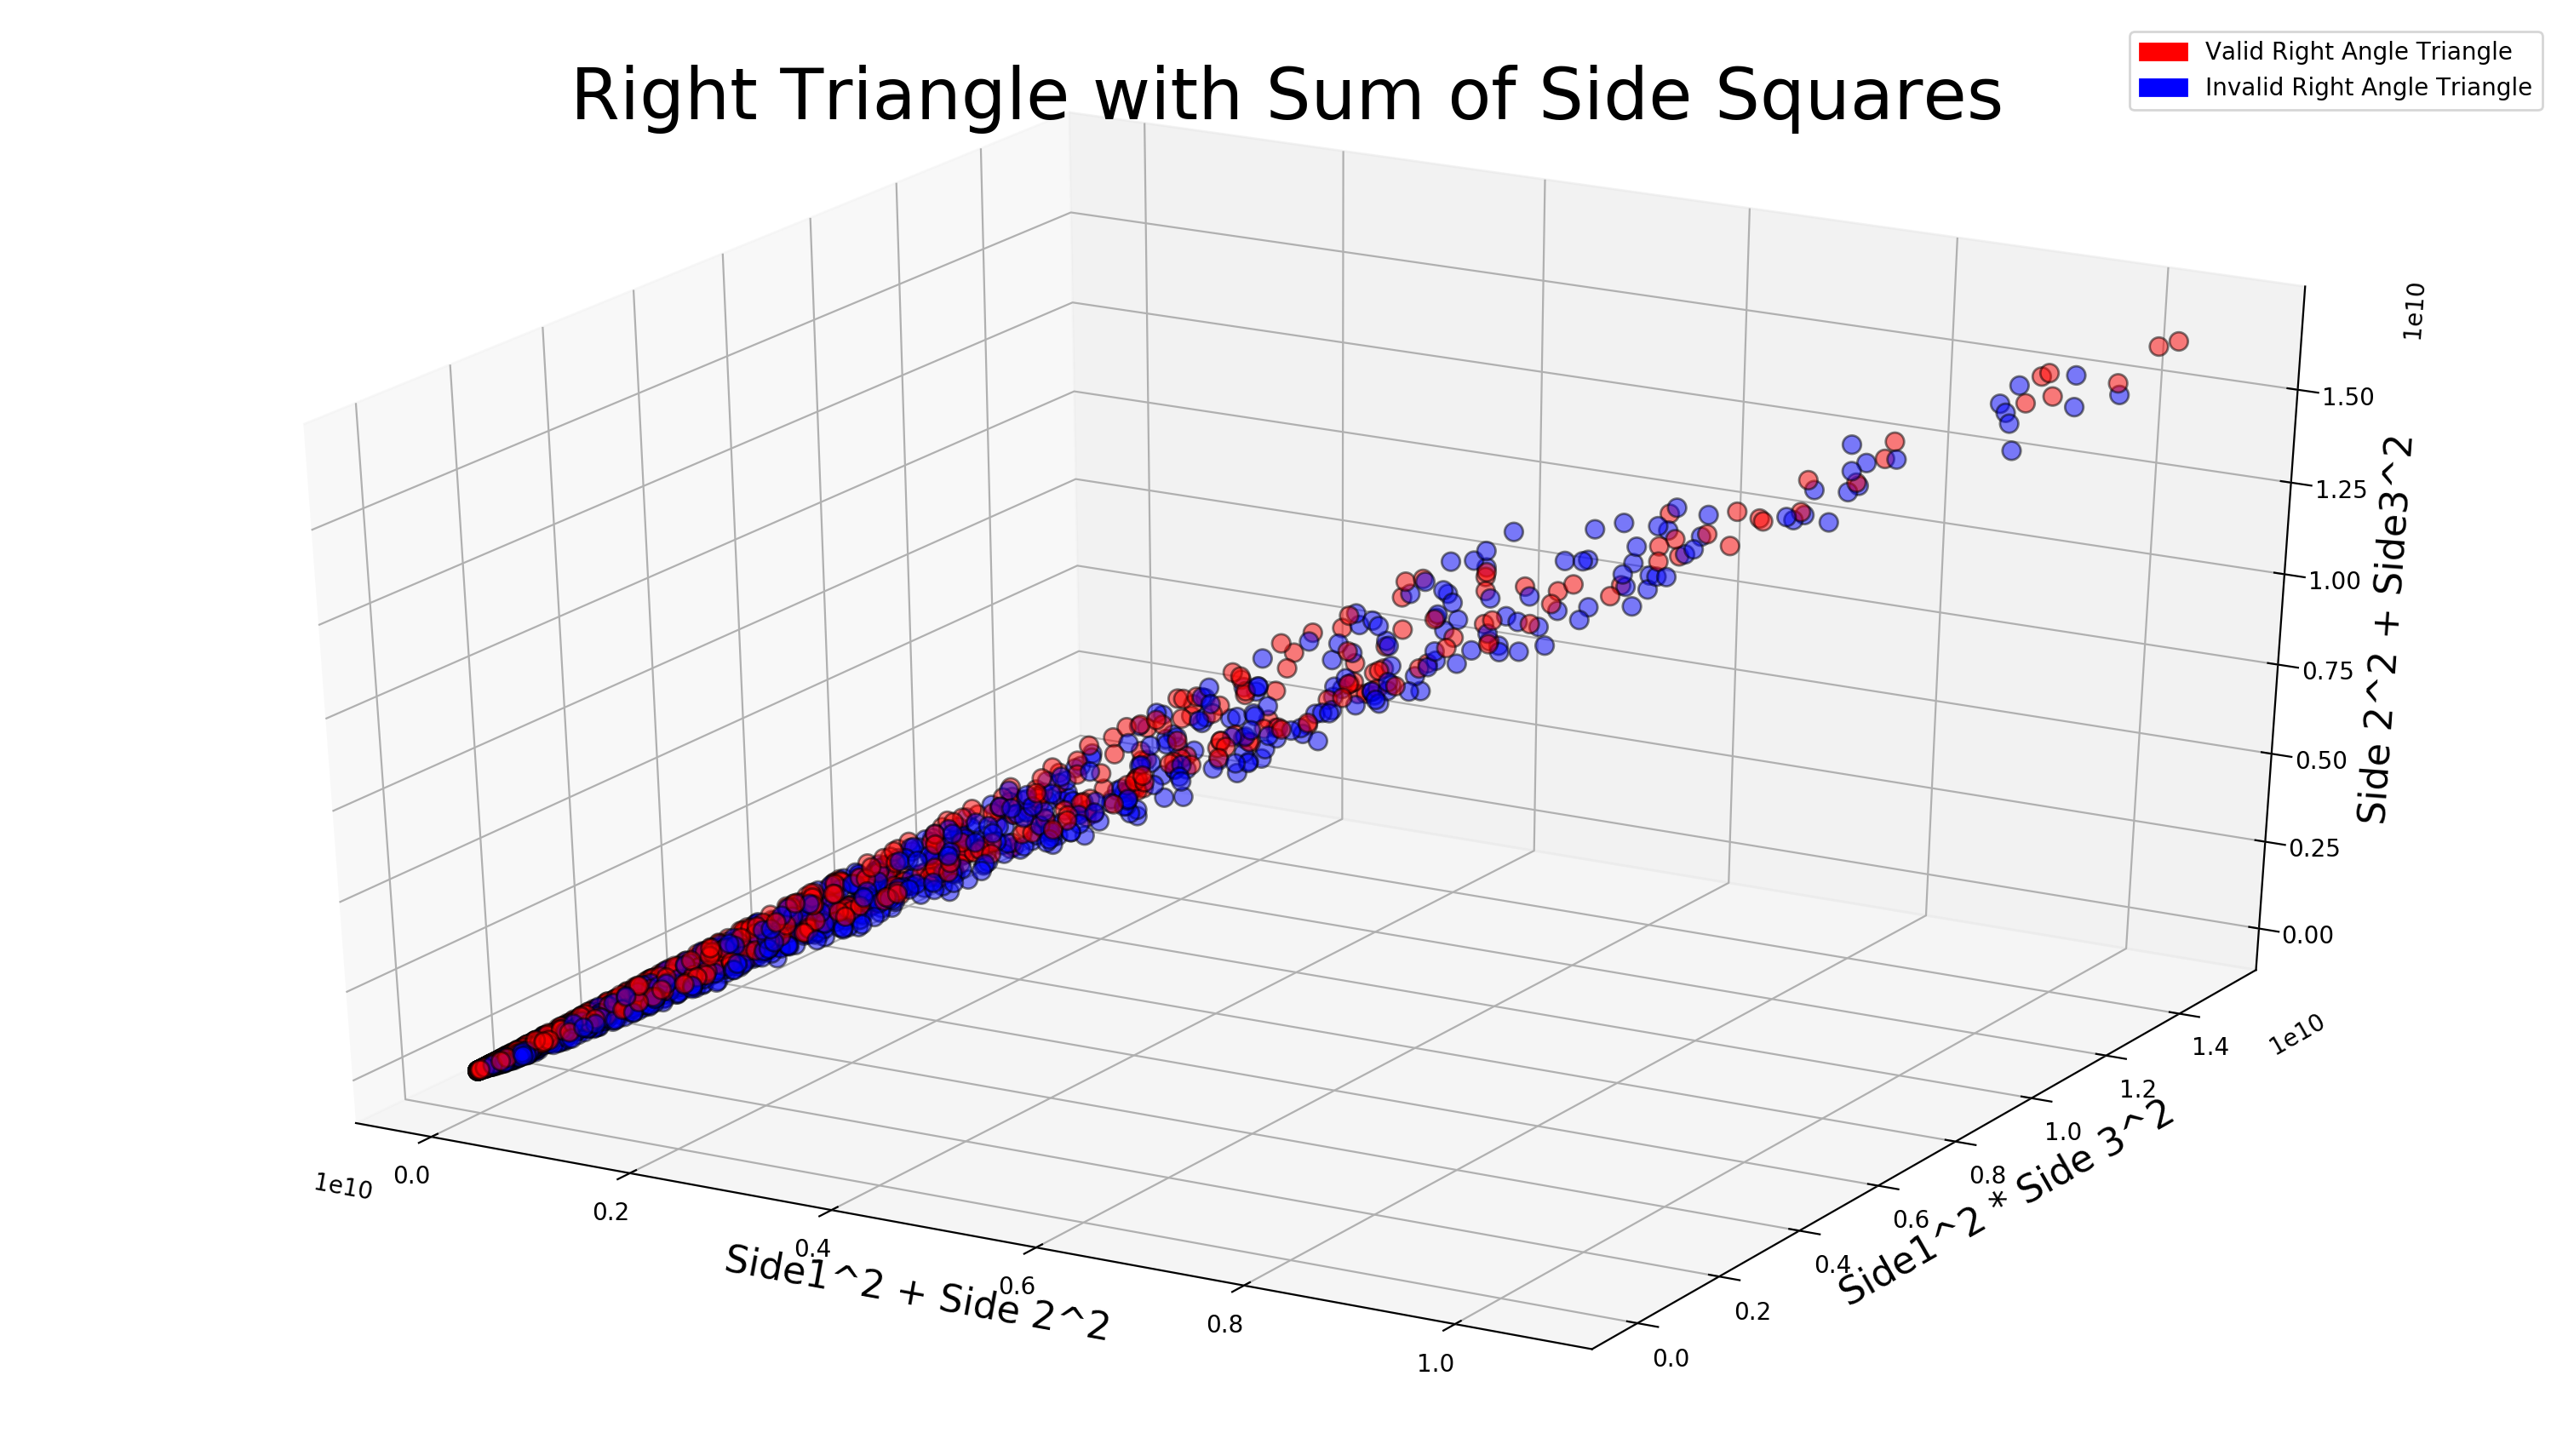 Right Triangle with Sum of Side Squares
Valid Right Angle Triangle
Invalid Right Angle Triangle
1e10
1.50
1.25
1.00
0.75
0.50
0.25
0.00
Side 2^2 + Side3^2
1e10
1.4
1.2
1.0
0.8
0.6
0.4
0.2
0.0
Side1^2 * Side 3^2
1e10
0.0
0.2
0.4
0.6
0.8
1.0
Side1^2 + Side 2^2